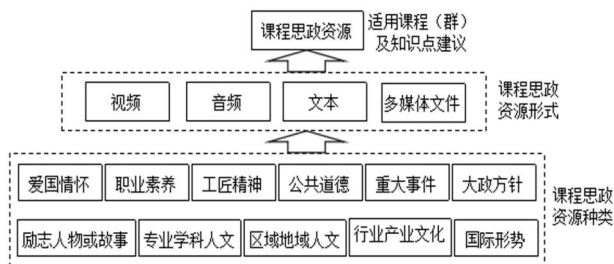 课程思政资源
适用课程（群）
及知识点建议
视频
音频
文本
多媒体文件
课程思政
资源形式
爱国情怀
职业素养
工匠精神
公共道德
重大事件
大政方针
励志人物或故事
专业学科人文
区域地域人文
行业产业文化
国际形势
课程思政
资源种类